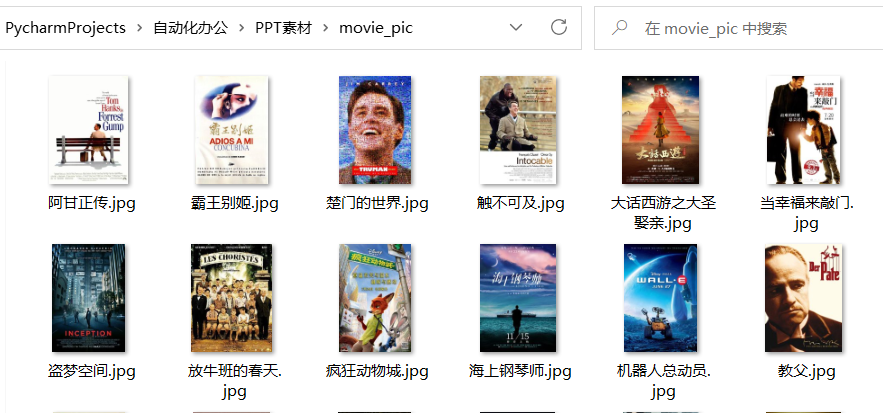 PycharmProjects > 自动化办公 > PPT素材 > movie_pic
在 movie_pic 中搜索
Tom
Hanks
Forrest
Gump
霸王别姬
ADIOS A MI
CONCUBINA
TRUMAN
Intocable
大话西游
当幸福
来敲门
阿甘正传.jpg
霸王别姬.jpg
楚门的世界.jpg
触不可及.jpg
大话西游之大圣
娶亲.jpg
当幸福来敲门.
jpg
INCEPTION
LES CHORISTES
疯狂动物城
海上钢琴师
11/15
WALL·E
Der
Pate
盗梦空间.jpg
放牛班的春天.
jpg
疯狂动物城.jpg
海上钢琴师.jpg
机器人总动员.
jpg
教父.jpg